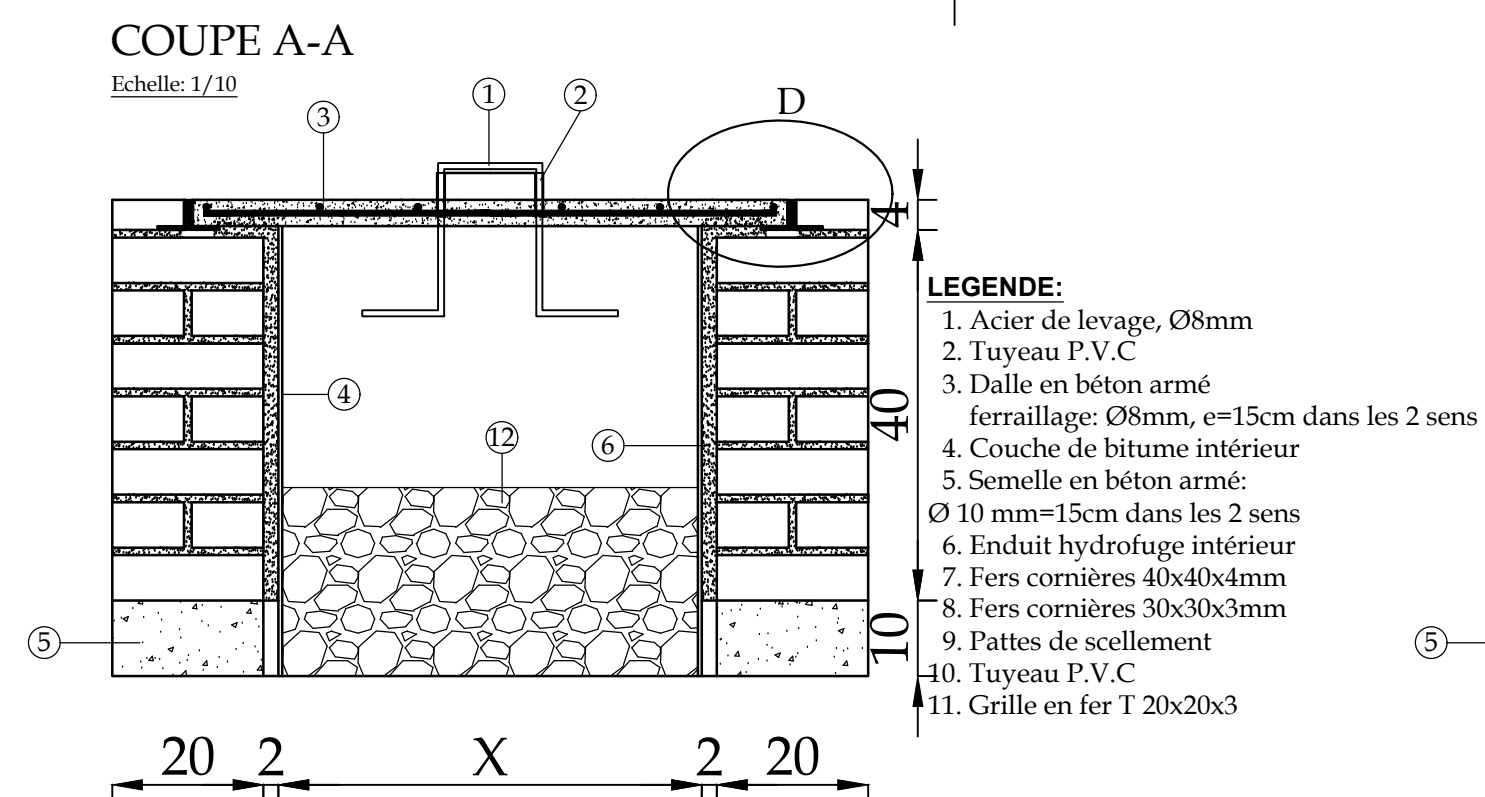 COUPE A-A
Echelle: 1/10
1
2
3
D
4
LEGENDE:
1. Acier de levage, Ø8mm
2. Tuyeau P.V.C
3. Dalle en béton armé
ferraillage: Ø8mm, e=15cm dans les 2 sens
4. Couche de bitume intérieur
5. Semelle en béton armé:
Ø 10 mm=15cm dans les 2 sens
6. Enduit hydrofuge intérieur
7. Fers cornières 40x40x4mm
8. Fers cornières 30x30x3mm
9. Pattes de scellement
10. Tuyeau P.V.C
11. Grille en fer T 20x20x3
4
40
12
6
5
10
5
20 2 X 2 20